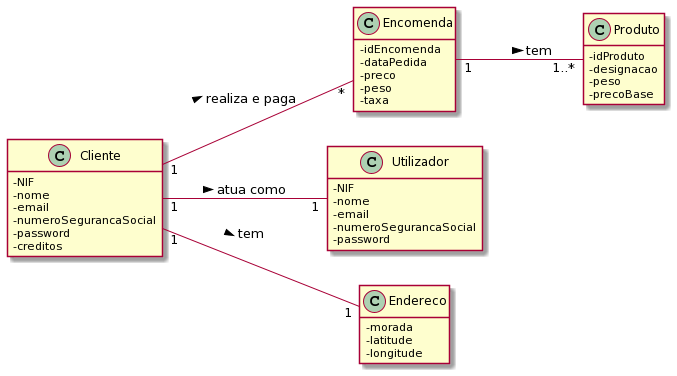 C Encomenda
-idEncomenda
-dataPedida
-preco
-peso
-taxa
1
tem
1..*
C Produto
-idProduto
-designacao
-peso
-precoBase
realiza e paga
*
1
C Cliente
-NIF
-nome
-email
-numeroSegurancaSocial
-password
-creditos
atua como
1
1
C Utilizador
-NIF
-nome
-email
-numeroSegurancaSocial
-password
1
tem
1
C Endereco
-morada
-latitude
-longitude